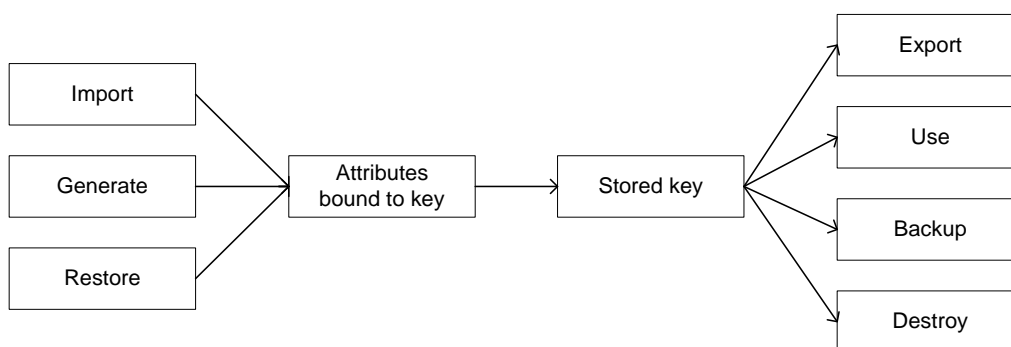 Import
Generate
Restore
Attributes
bound to key
Stored key
Export
Use
Backup
Destroy